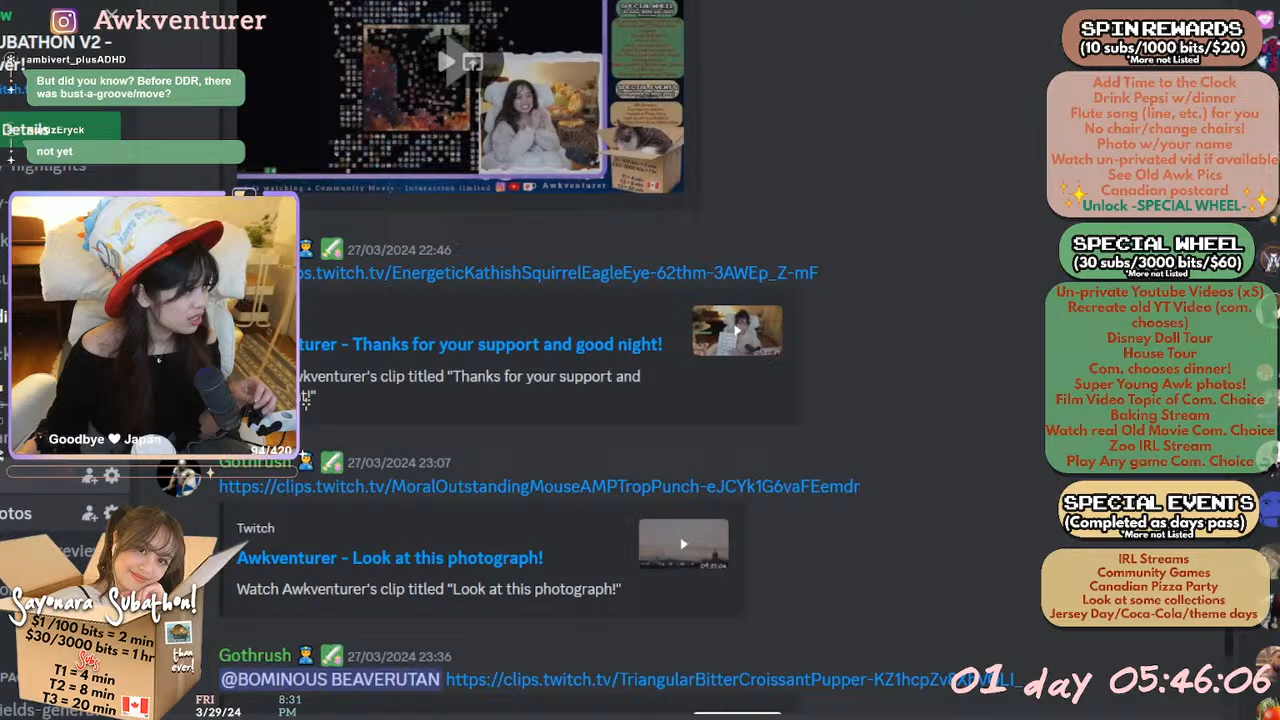 Awkventurer
UBATHON V2 -
ambivert_plusADHD
But did you know? Before DDR, there
was bust-a-groove/move?
Details
not yet
Awkventurer
27/03/2024 22:46
ps.twitch.tv/EnergeticKathishSquirrelEagleEye-62thm-3AWEp_Z-mF
turer - Thanks for your support and good night!
wkventurer's clip titled "Thanks for your support and
Goodbye ♥ Japan
94/420
Gothrush 27/03/2024 23:07
https://clips.twitch.tv/MoralOutstandingMouseAMPTropPunch-eJCYk1G6vaFEemdr
Twitch
Awkventurer - Look at this photograph!
Watch Awkventurer's clip titled "Look at this photograph!"
Gothrush 27/03/2024 23:36
@BOMINOUS BEAVERUTAN
Sayonara Subathon!
$1/100 bits = 2 min
$30/3000 bits = 1 hr
Subs
T1 = 4 min
T2 = 8 min
T3 = 20 min
than
ever!
FRI 8:31
3/29/24 PM
SPIN REWARDS
(10 subs/1000 bits/$20)
*More not Listed
Add Time to the Clock
Drink Pepsi w/dinner
Flute sang (line, etc.) for you
No chair/change chairs!
Photo w/your name
Watch un-privated vid if available
See Old Awk Pics
Canadian postcard
Unlock -SPECIAL WHEEL-
SPECIAL WHEEL
(30 subs/3000 bits/$60)
*More not Listed
Un-private Youtube Videos (x5)
Recreate old YT Video (com.
chooses)
Disney Doll Tour
House Tour
Com. chooses dinner!
Super Young Awk photos!
Film Video Topic of Com. Choice
Baking Stream
Watch real Old Movie Com. Choice
Zoo IRL Stream
Play Any game Com. Choice
SPECIAL EVENTS
(Completed as days pass)
*More not Listed
IRL Streams
Community Games
Canadian Pizza Party
Look at some collections
Jersey Day/Coca-Cola/theme days
01 day 05:46:06